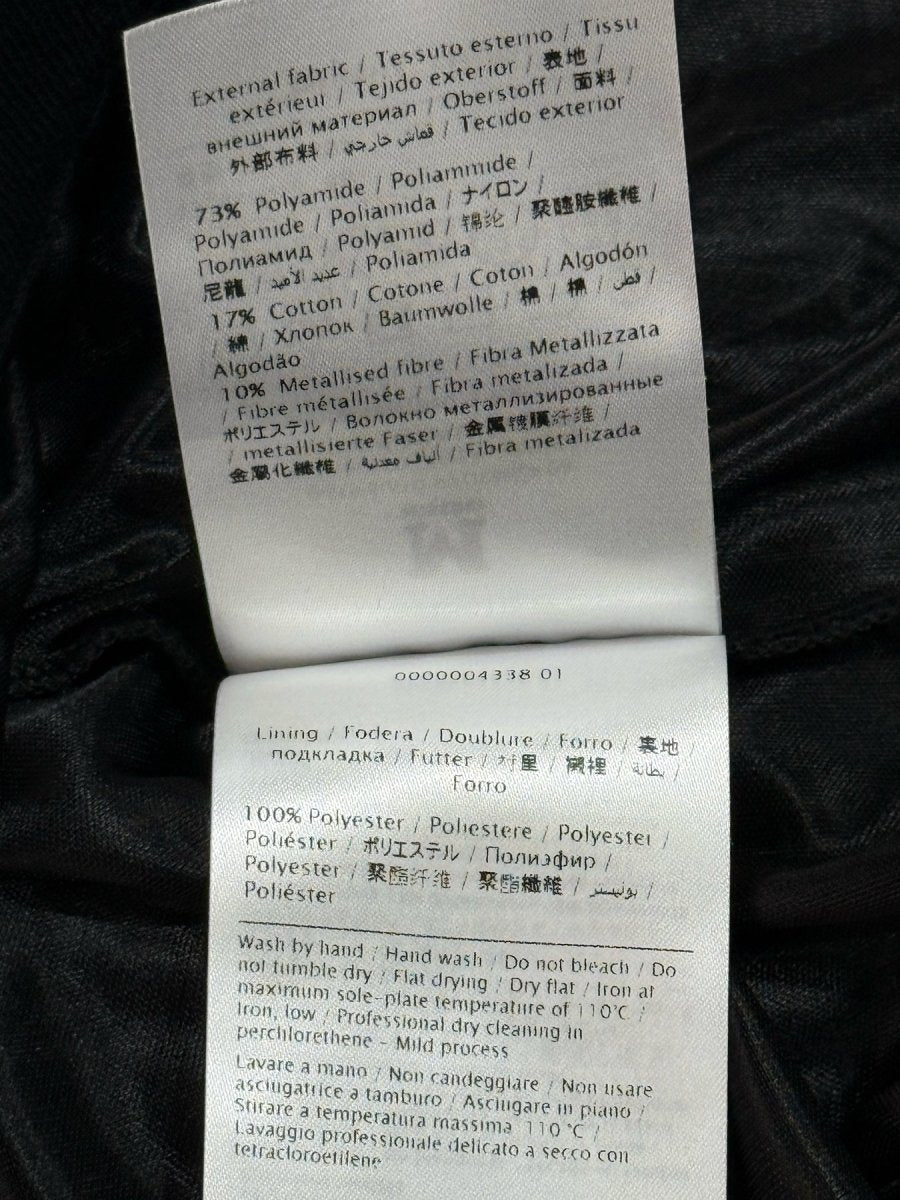 External fabric / Tessuto esterno / Tissu
extérieur / Tejido exterior / 表地 /
внешний материал / Oberstoff / 面料 /
外部布料 / قماش خارجي / Tecido exterior
73% Polyamide / Poliammide /
Polyamide / Poliamida / ナイロン /
Полиамид / Polyamid / 锦纶 / 聚醯胺纖維 /
尼龍 / عديد الأميد / Poliamida
17% Cotton / Cotone / Coton / Algodón
/ 綿 / Хлопок / Baumwolle / 棉 / 棉 / قطن /
Algodão
10% Metallised fibre / Fibra Metallizzata
/ Fibre métallisée / Fibra metalizada /
ポリエステル / Волокно металлизированные
/ metallisierte Faser / 金属镀膜纤维 /
金屬化纖維 / ألياف معدنية / Fibra metalizada
0000004338 01
Lining / Fodera / Doublure / Forro / 裏地 /
подкладка / Futter / 衬里 / 襯裡 / بطانة /
Forro
100% Polyester / Poliestere / Polyester /
Poliéster / ポリエステル / Полиэфир /
Polyester / 聚酯纤维 / 聚酯纖維 / بوليستر /
Poliéster
Wash by hand / Hand wash / Do not bleach / Do
not tumble dry / Flat drying / Dry flat / Iron at
maximum sole-plate temperature of 110°C /
Iron, low / Professional dry cleaning in
perchlorethene - Mild process
Lavare a mano / Non candeggiare / Non usare
asciugatrice a tamburo / Asciugare in piano /
Stirare a temperatura massima 110 °C /
Lavaggio professionale delicato a secco con
tetracloroetilene